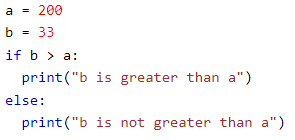 a = 200
b = 33
if b > a:
  print("b is greater than a")
else:
  print("b is not greater than a")